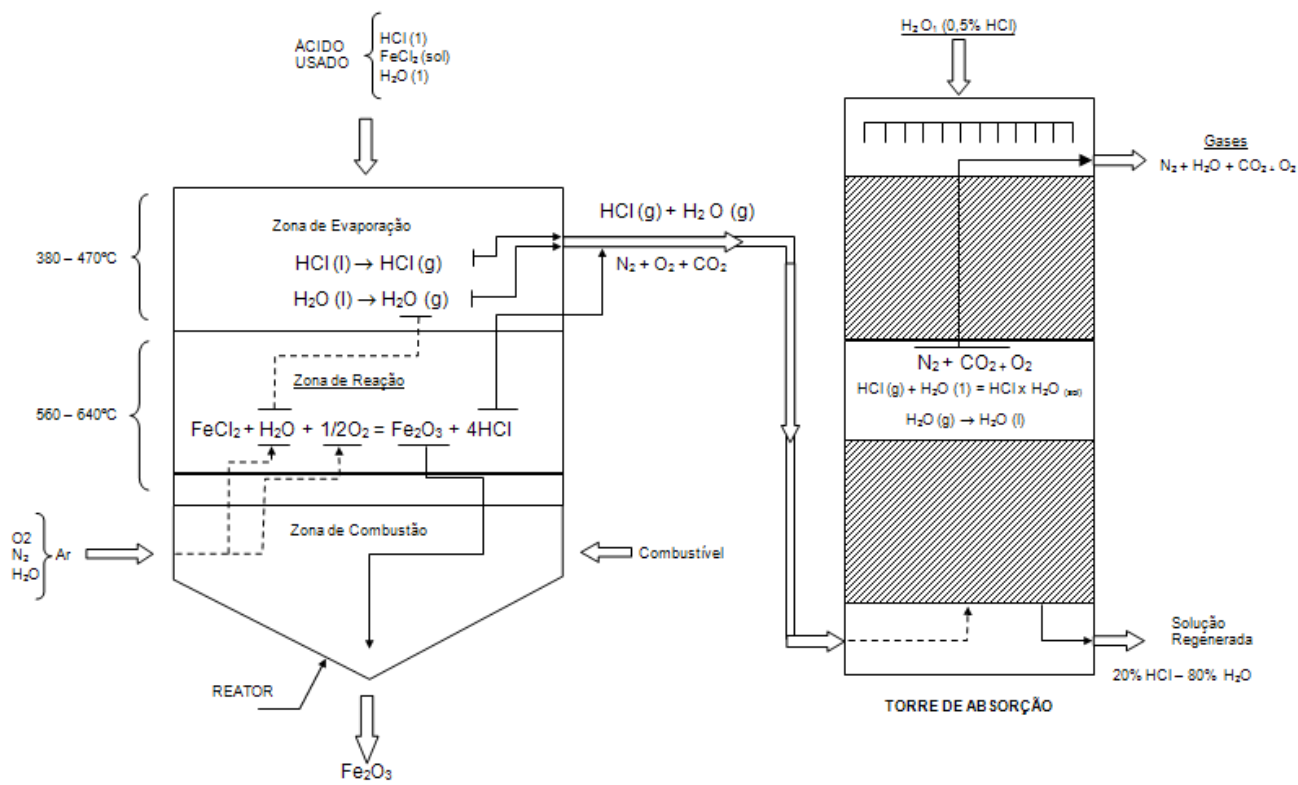 ACIDO
USADO
HCl (1)
FeCl₂ (sol)
H₂O (1)
380 – 470ºC
Zona de Evaporação
HCl (l) → HCl (g)
H₂O (l) → H₂O (g)
560 – 640ºC
Zona de Reação
FeCl₂ + H₂O + 1/2O₂ = Fe₂O₃ + 4HCl
Zona de Combustão
O2
N₂
H₂O
Ar
Combustível
REATOR
Fe₂O₃
HCl (g) + H₂ O (g)
N₂ + O₂ + CO₂
H₂O₁ (0,5% HCl)
Gases
N₂ + H₂O + CO₂ + O₂
N₂ + CO₂ + O₂
HCl (g) + H₂O (1) = HCl x H₂O (sol)
H₂O (g) → H₂O (l)
Solução
Regenerada
20% HCl – 80% H₂O
TORRE DE ABSORÇÃO